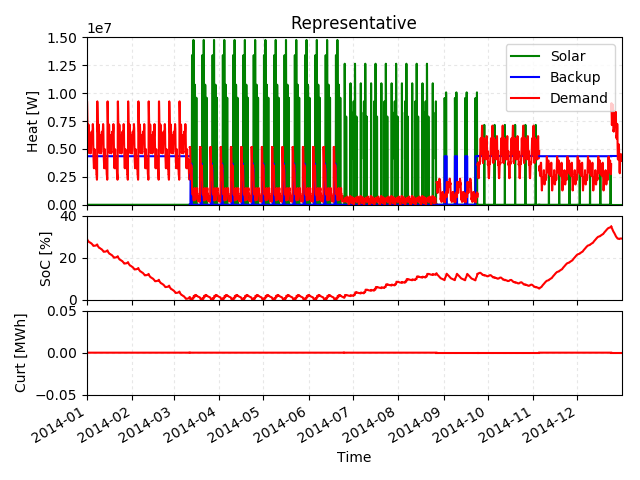 Representative
1e7
1.50
1.25
1.00
0.75
0.50
0.25
0.00
Heat [W]
Solar
Backup
Demand
40
20
0
SoC [%]
0.05
0.00
−0.05
Curt [MWh]
2014-01
2014-02
2014-03
2014-04
2014-05
2014-06
2014-07
2014-08
2014-09
2014-10
2014-11
2014-12
Time